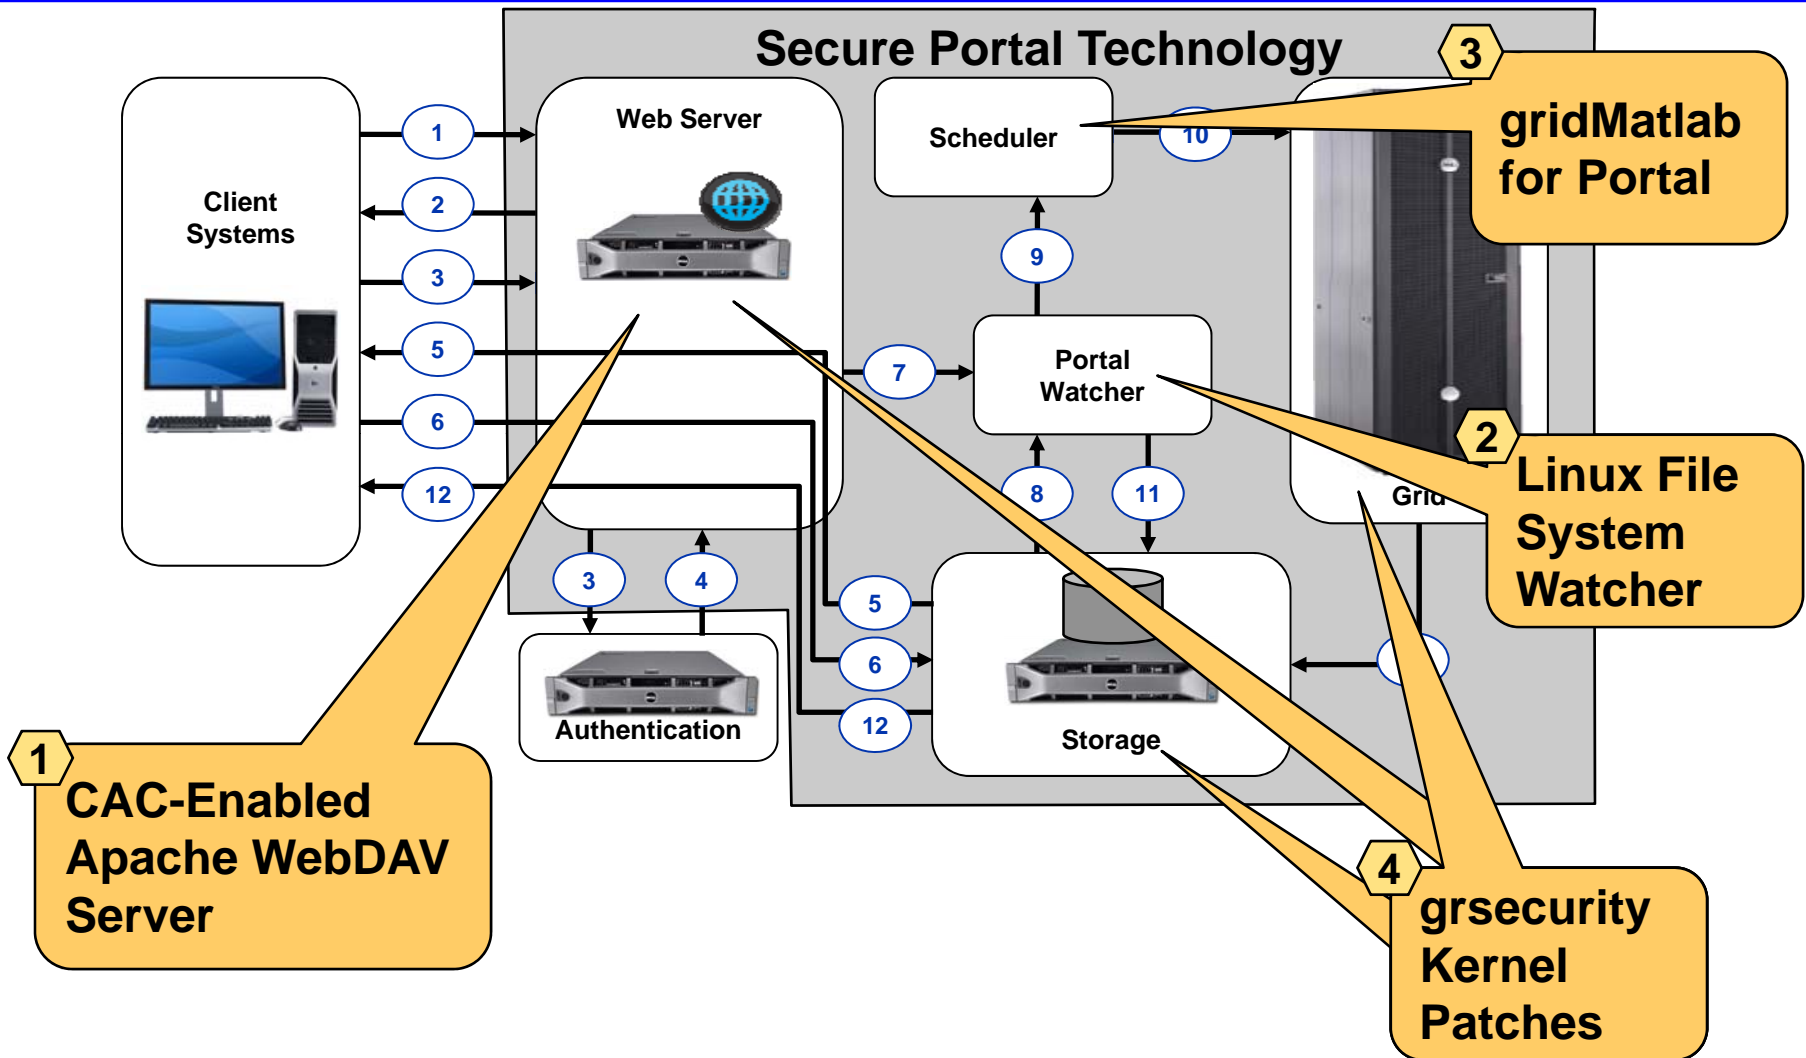 Secure Portal Technology
3
gridMatlab
for Portal
Web Server
Scheduler
1
10
Client
Systems
2
9
3
5
7
Portal
Watcher
6
2
Linux File
System
Watcher
12
8
11
Grid
3
4
5
6
12
Authentication
Storage
1
CAC-Enabled
Apache WebDAV
Server
4
grsecurity
Kernel
Patches